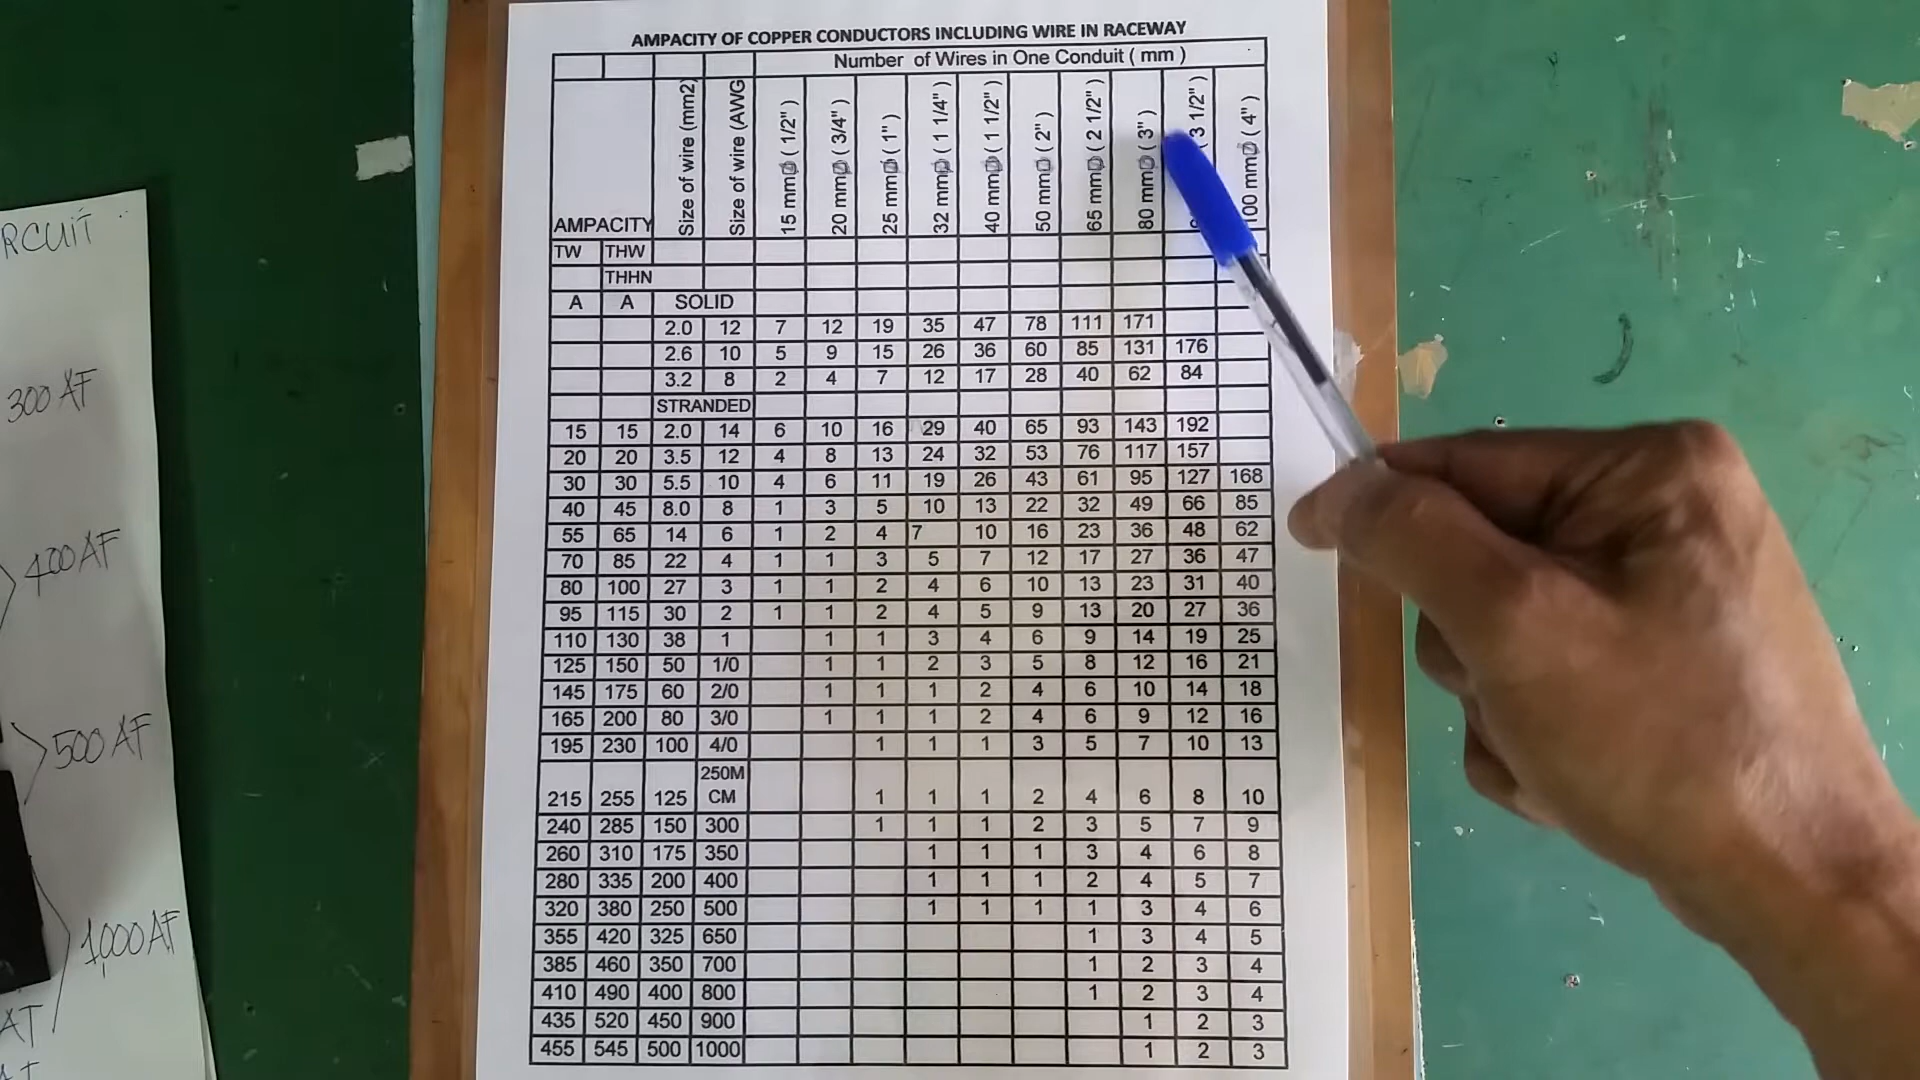 AMPACITY OF COPPER CONDUCTORS INCLUDING WIRE IN RACEWAY
Number of Wires in One Conduit ( mm )
AMPACITY Size of wire (mm2) Size of wire (AWG 15 mm ( 1/2" ) 20 mm ( 3/4" ) 25 mm ( 1" ) 32 mm ( 1 1/4" ) 40 mm ( 1 1/2" ) 50 mm ( 2" ) 65 mm ( 2 1/2" ) 80 mm ( 3" ) 3 1/2" ) 100 mm ( 4" )
TW THW
THHN
A A SOLID
2.0 12 7 12 19 35 47 78 111 171
2.6 10 5 9 15 26 36 60 85 131 176
3.2 8 2 4 7 12 17 28 40 62 84
STRANDED
15 15 2.0 14 6 10 16 29 40 65 93 143 192
20 20 3.5 12 4 8 13 24 32 53 76 117 157
30 30 5.5 10 4 6 11 19 26 43 61 95 127 168
40 45 8.0 8 1 3 5 10 13 22 32 49 66 85
55 65 14 6 1 2 4 7 10 16 23 36 48 62
70 85 22 4 1 1 3 5 7 12 17 27 36 47
80 100 27 3 1 1 2 4 6 10 13 23 31 40
95 115 30 2 1 1 2 4 5 9 13 20 27 36
110 130 38 1 1 1 3 4 6 9 14 19 25
125 150 50 1/0 1 1 2 3 5 8 12 16 21
145 175 60 2/0 1 1 1 2 4 6 10 14 18
165 200 80 3/0 1 1 1 2 4 6 9 12 16
195 230 100 4/0 1 1 1 3 5 7 10 13
215 255 125 250M CM 1 1 1 2 4 6 8 10
240 285 150 300 1 1 1 2 3 5 7 9
260 310 175 350 1 1 1 3 4 6 8
280 335 200 400 1 1 1 2 4 5 7
320 380 250 500 1 1 1 1 3 4 6
355 420 325 650 1 3 4 5
385 460 350 700 1 2 3 4
410 490 400 800 1 2 3 4
435 520 450 900 1 2 3
455 545 500 1000 1 2 3
RCUiT
300 AF
400 AF
500 AF
1,000 AF
AT